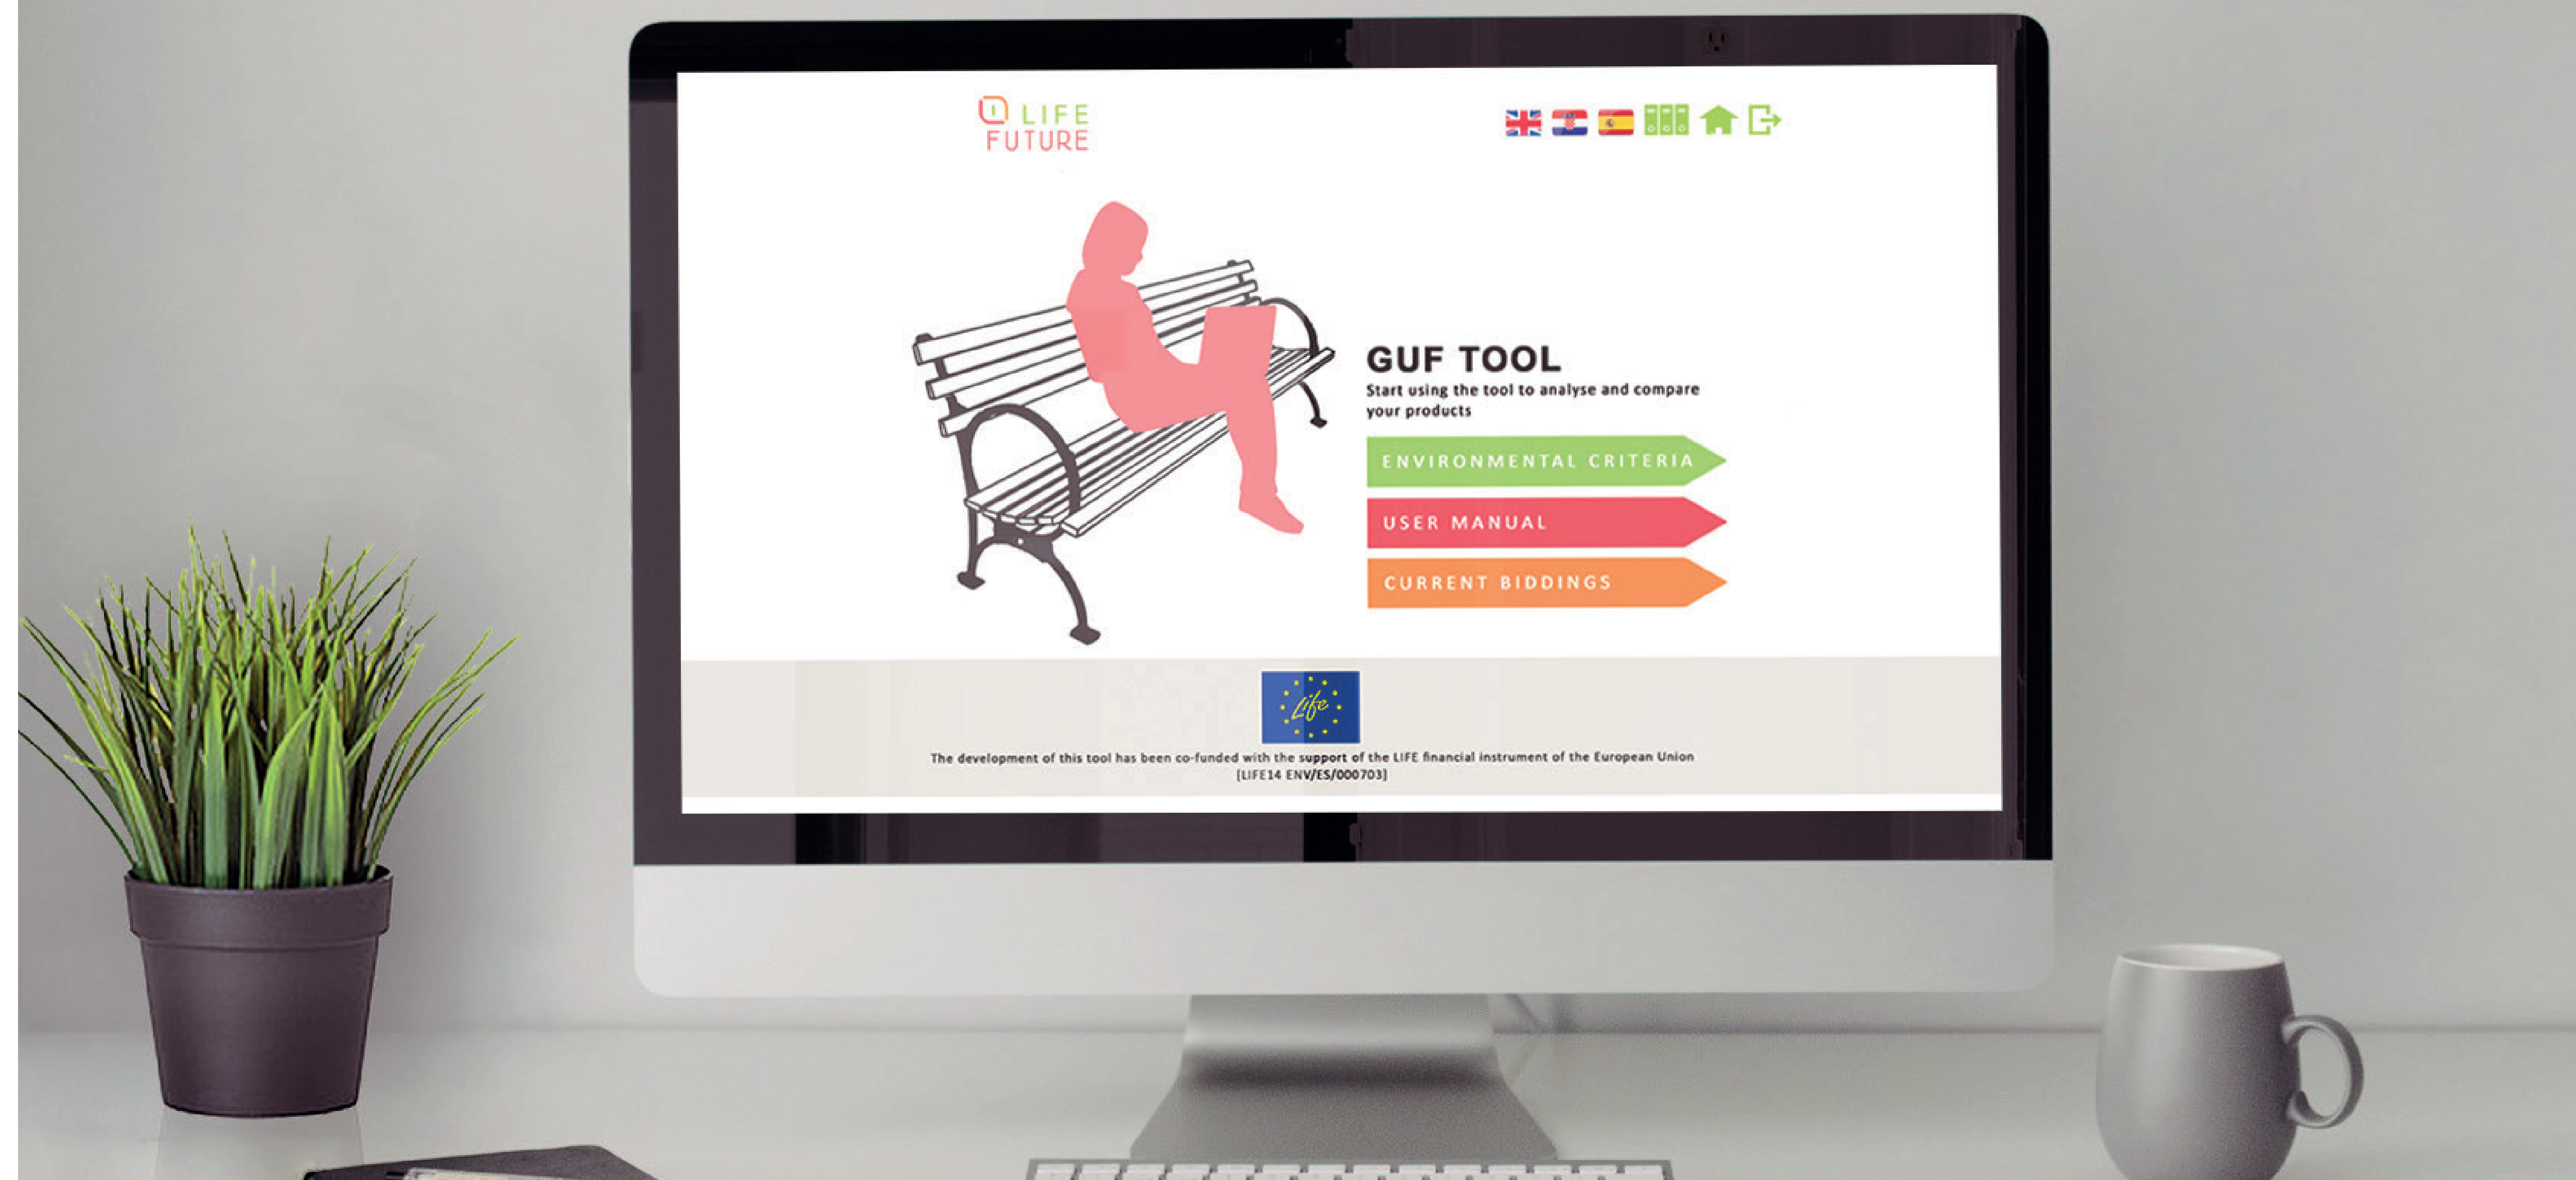 LIFE
FUTURE
GUF TOOL
Start using the tool to analyse and compare
your products
ENVIRONMENTAL CRITERIA
USER MANUAL
CURRENT BIDDINGS
Life
The development of this tool has been co-funded with the support of the LIFE financial instrument of the European Union
[LIFE14 ENV/ES/000703]